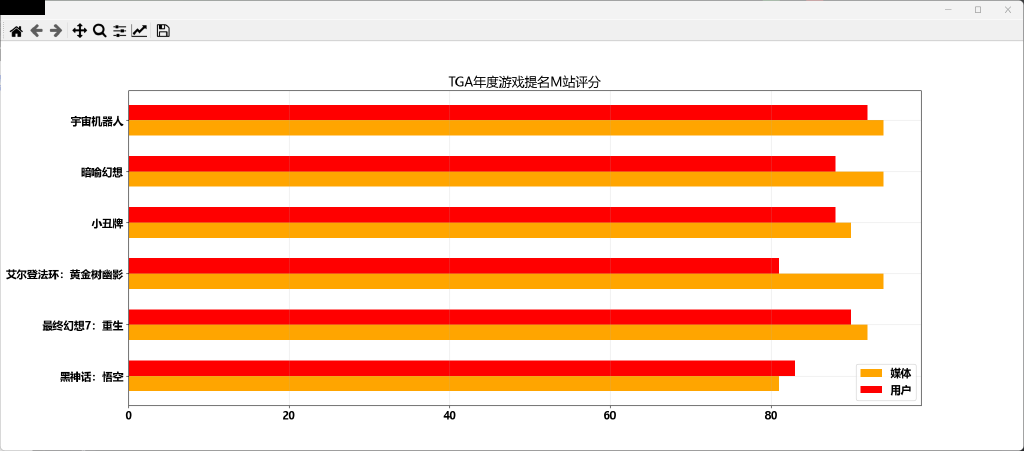 TGA年度游戏提名M站评分
宇宙机器人
暗喻幻想
小丑牌
艾尔登法环：黄金树幽影
最终幻想7：重生
黑神话：悟空
媒体
用户
0 20 40 60 80